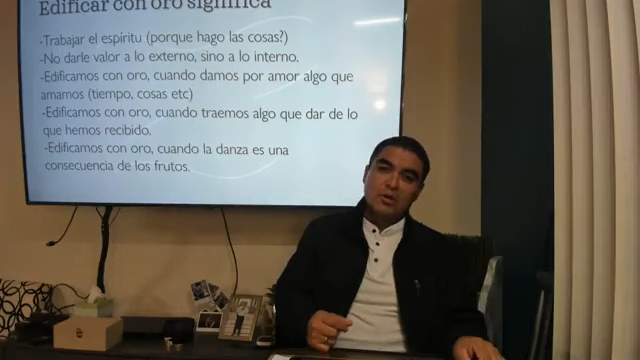 Edificar con oro significa
-Trabajar el espíritu (porque hago las cosas?)
-No darle valor a lo externo, sino a lo interno.
-Edificamos con oro, cuando damos por amor algo que
amamos (tiempo, cosas etc)
-Edificamos con oro, cuando traemos algo que dar de lo
que hemos recibido.
-Edificamos con oro, cuando la danza es una
consecuencia de los frutos.